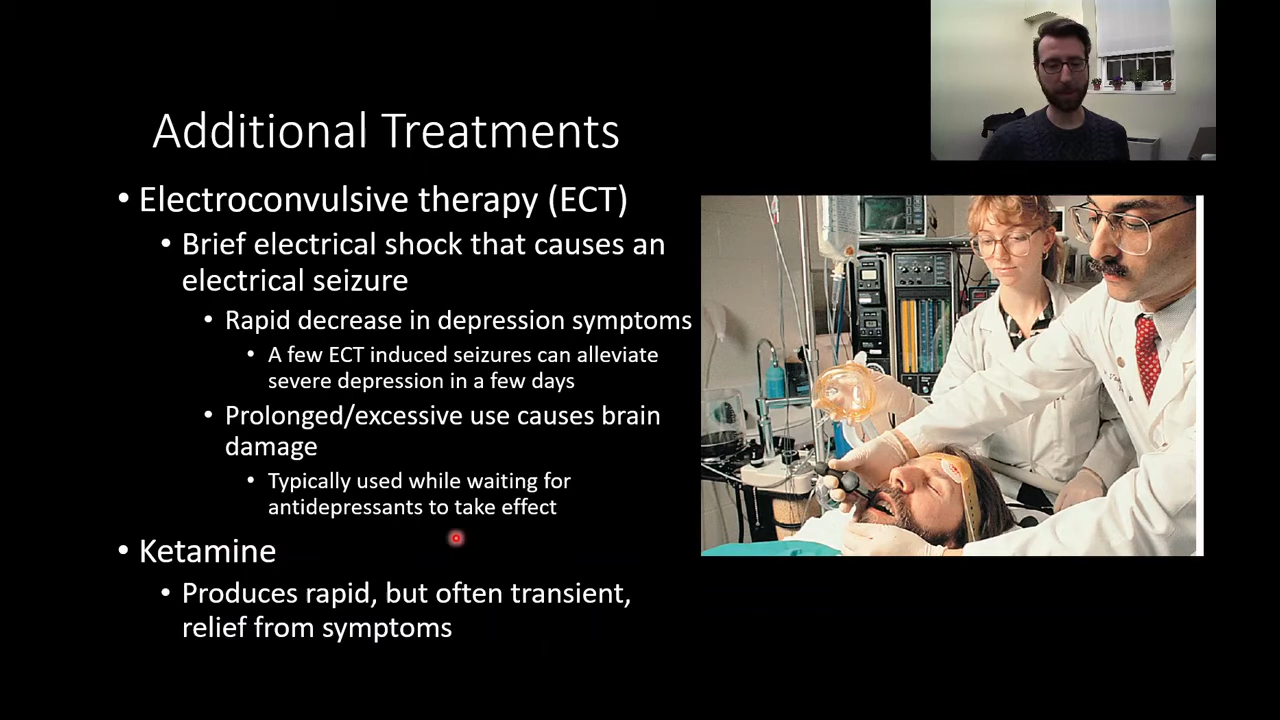 Additional Treatments
• Electroconvulsive therapy (ECT)
• Brief electrical shock that causes an
electrical seizure
• Rapid decrease in depression symptoms
• A few ECT induced seizures can alleviate
severe depression in a few days
• Prolonged/excessive use causes brain
damage
• Typically used while waiting for
antidepressants to take effect
• Ketamine
• Produces rapid, but often transient,
relief from symptoms